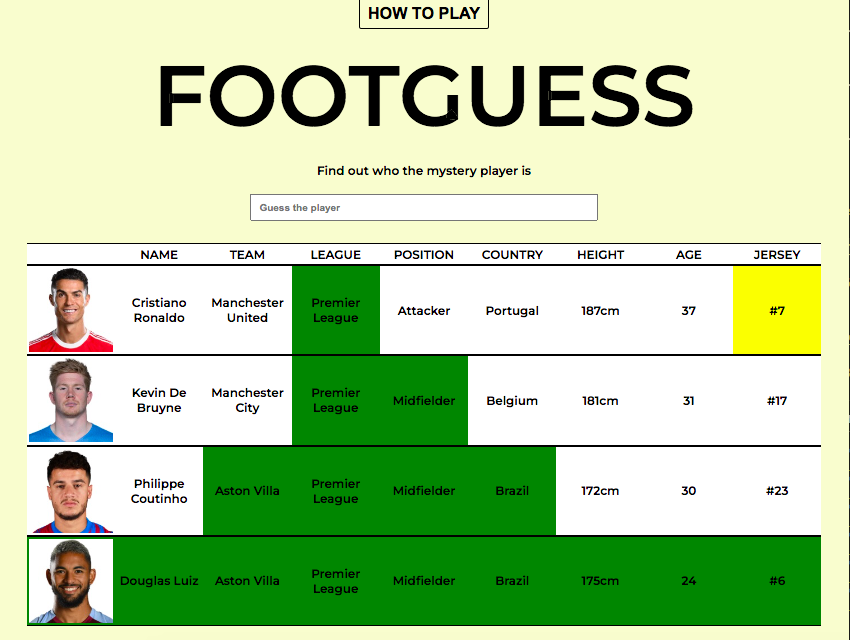 HOW TO PLAY
FOOTGUESS
Find out who the mystery player is
Guess the player
NAME TEAM LEAGUE POSITION COUNTRY HEIGHT AGE JERSEY
Cristiano Ronaldo Manchester United Premier League Attacker Portugal 187cm 37 #7
Kevin De Bruyne Manchester City Premier League Midfielder Belgium 181cm 31 #17
Philippe Coutinho Aston Villa Premier League Midfielder Brazil 172cm 30 #23
Douglas Luiz Aston Villa Premier League Midfielder Brazil 175cm 24 #6